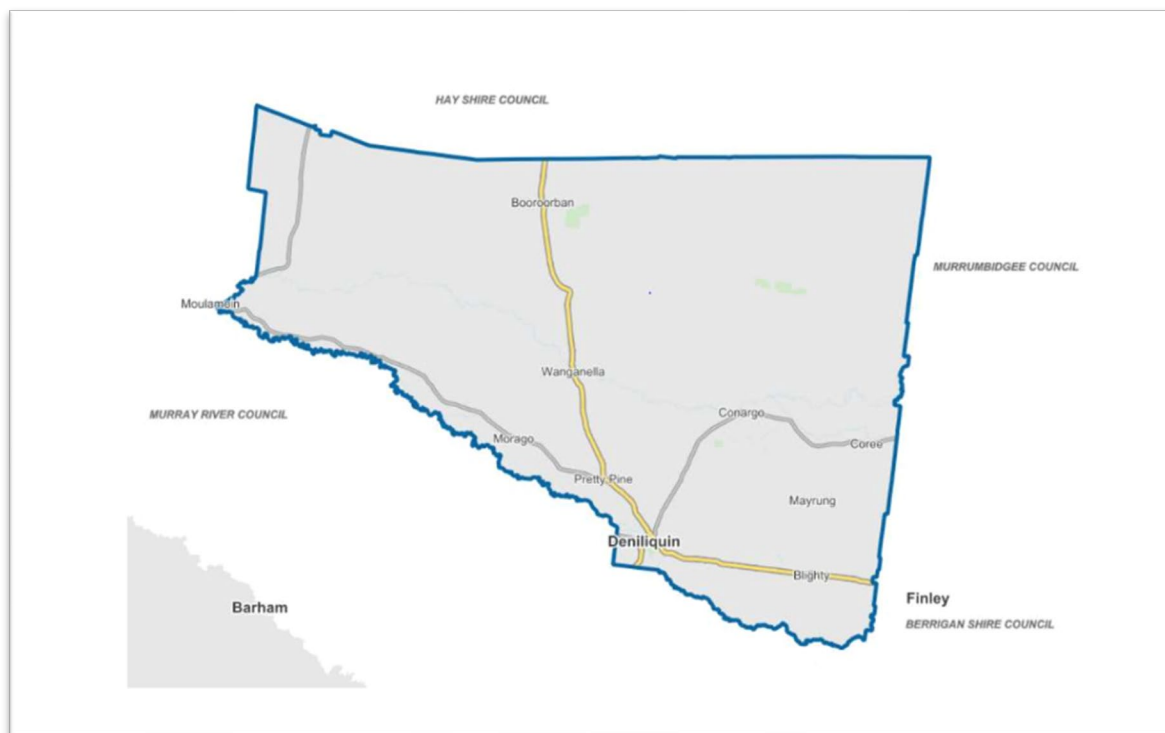 HAY SHIRE COUNCIL
Booroorban
MURRUMBIDGEE COUNCIL
Moulamein
Wanganella
MURRAY RIVER COUNCIL
Conargo
Morago
Coree
Pretty Pine
Mayrung
Deniliquin
Blighty
Finley
Barham
BERRIGAN SHIRE COUNCIL